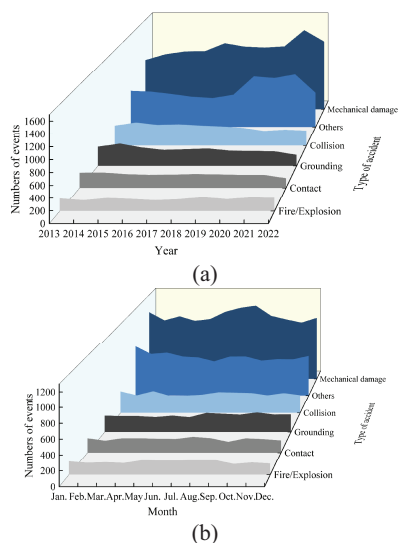 1600
1400
1200
1000
800
600
400
200
0
Numbers of events
2013 2014 2015 2016 2017 2018 2019 2020 2021 2022
Year
Mechanical damage
Others
Collision
Grounding
Contact
Fire/Explosion
Type of accident
(a)
1200
1000
800
600
400
200
0
Numbers of events
Jan. Feb. Mar. Apr. May Jun. Jul. Aug. Sep. Oct. Nov. Dec.
Month
Mechanical damage
Others
Collision
Grounding
Contact
Fire/Explosion
Type of accident
(b)